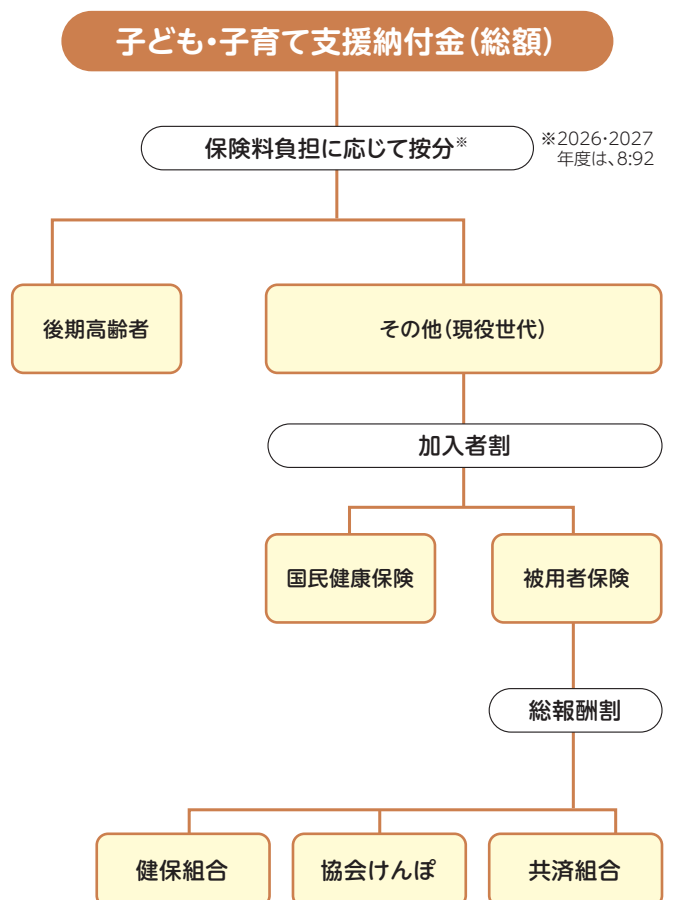 子ども・子育て支援納付金（総額）
保険料負担に応じて按分※
※2026・2027
年度は、8:92
後期高齢者
その他（現役世代）
加入者割
国民健康保険
被用者保険
総報酬割
健保組合
協会けんぽ
共済組合